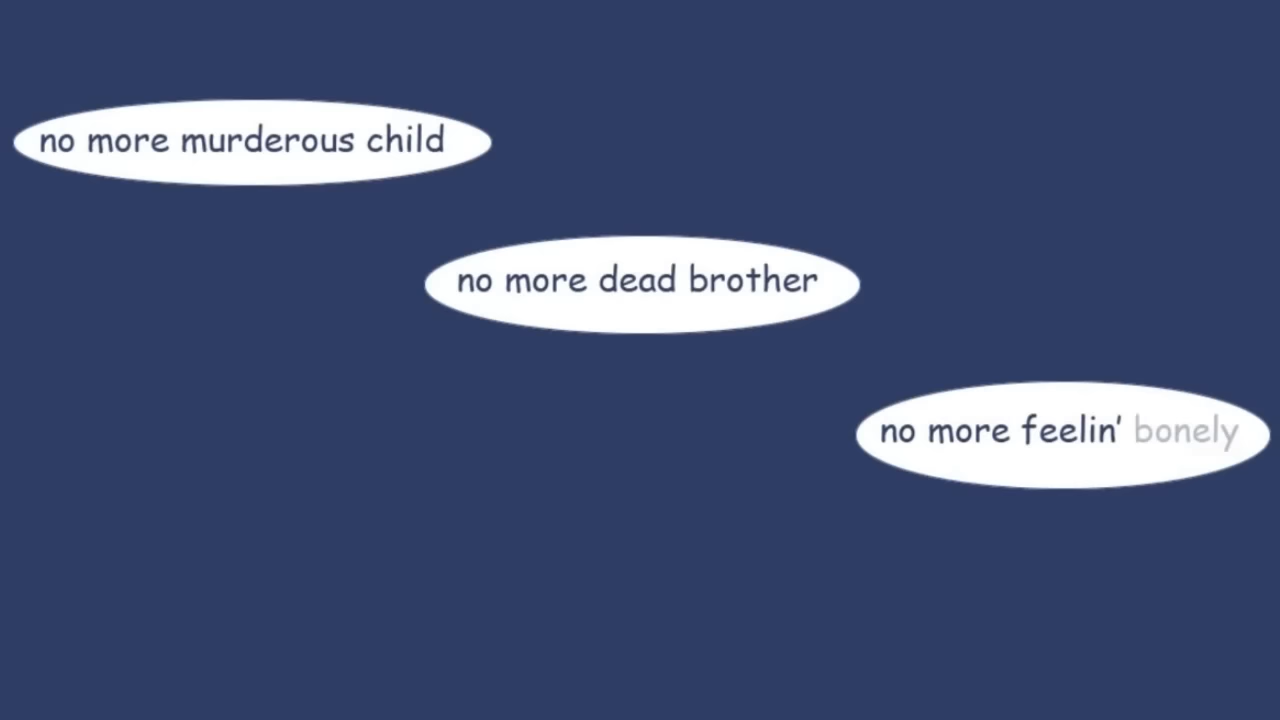 no more murderous child
no more dead brother
no more feelin' bonely